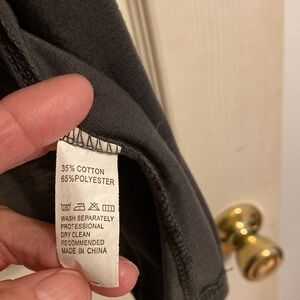 35% COTTON
65%POLYESTER
WASH SEPARATELY
PROFESSIONAL
DRY CLEAN
RECOMMENDED
MADE IN CHINA